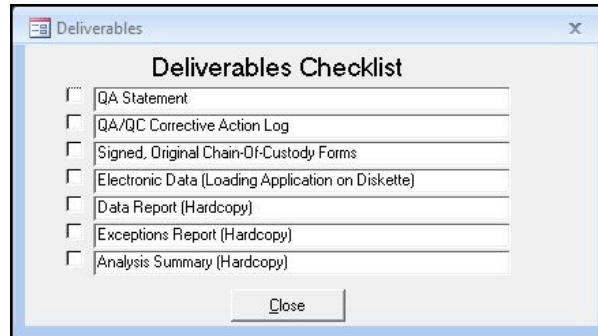 Deliverables
Deliverables Checklist
QA Statement
QA/QC Corrective Action Log
Signed, Original Chain-Of-Custody Forms
Electronic Data (Loading Application on Diskette)
Data Report (Hardcopy)
Exceptions Report (Hardcopy)
Analysis Summary (Hardcopy)
Close